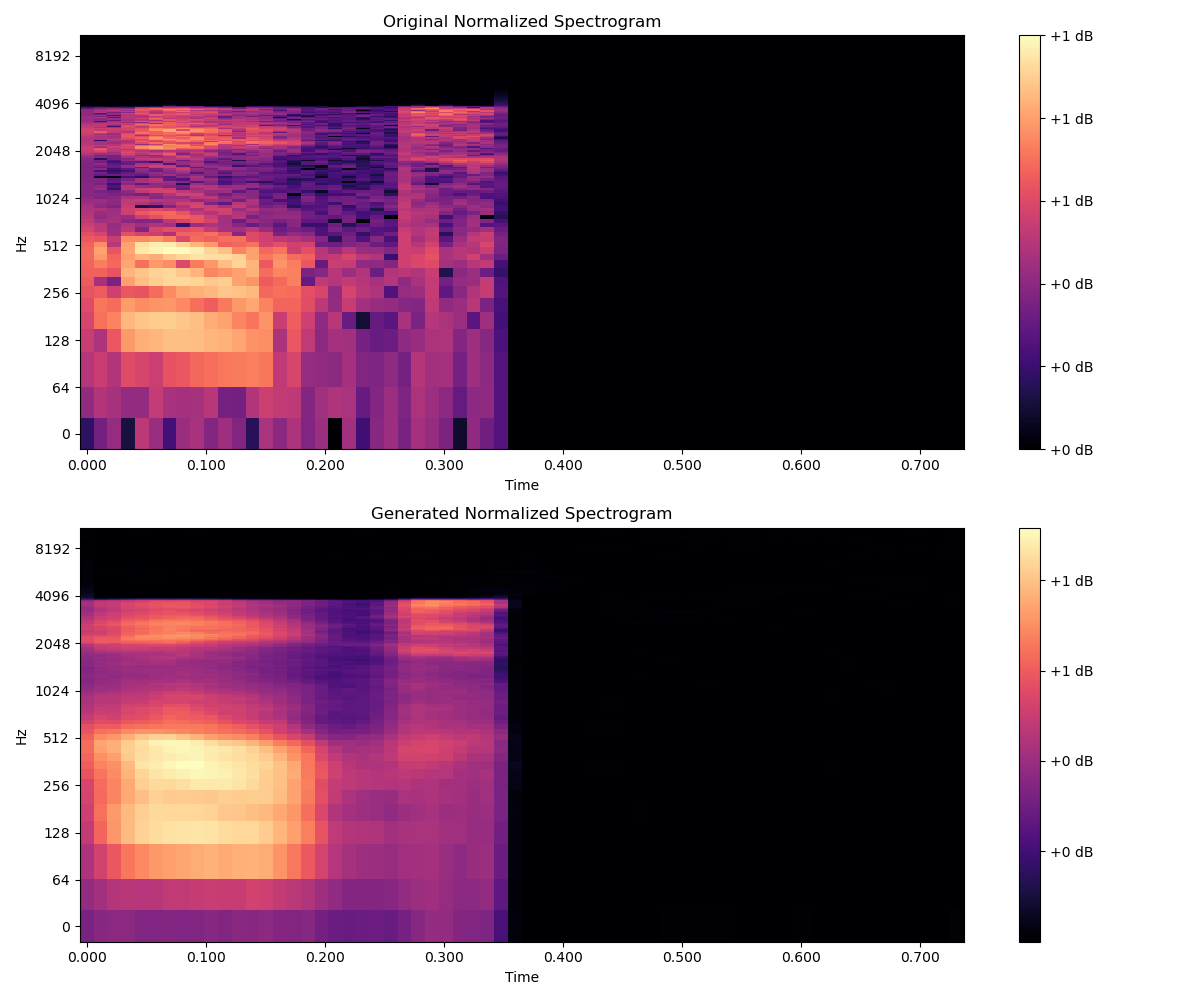 Original Normalized Spectrogram
8192
4096
2048
1024
512
256
128
64
0
Hz
0.000 0.100 0.200 0.300 0.400 0.500 0.600 0.700
Time
+1 dB
+1 dB
+1 dB
+0 dB
+0 dB
+0 dB
Generated Normalized Spectrogram
8192
4096
2048
1024
512
256
128
64
0
Hz
0.000 0.100 0.200 0.300 0.400 0.500 0.600 0.700
Time
+1 dB
+1 dB
+0 dB
+0 dB